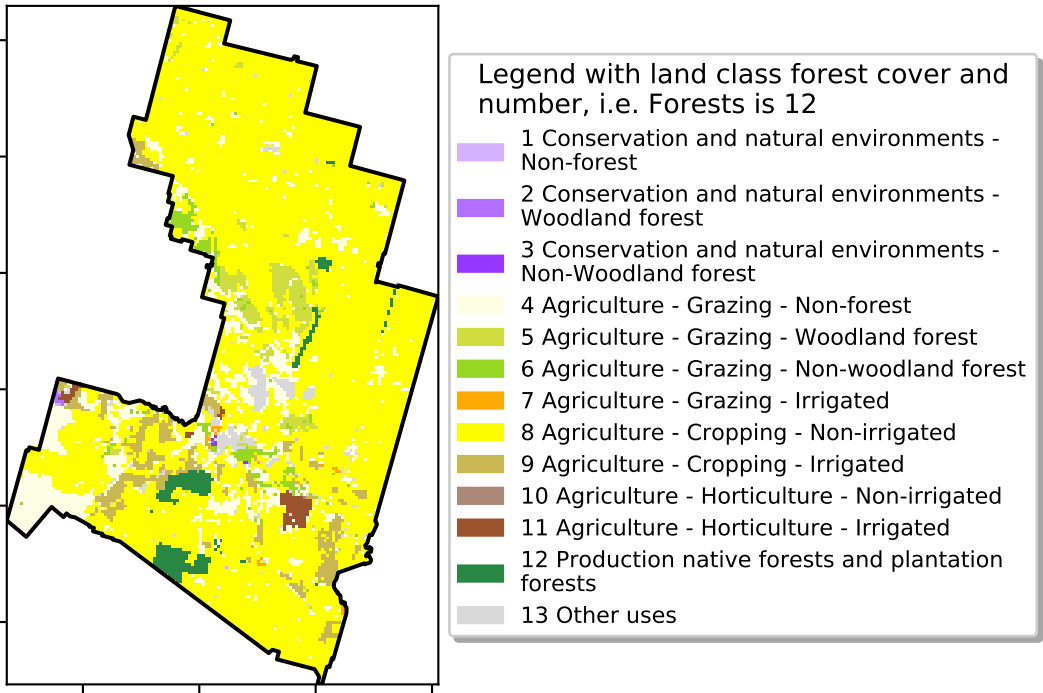 Legend with land class forest cover and
number, i.e. Forests is 12
1 Conservation and natural environments -
Non-forest
2 Conservation and natural environments -
Woodland forest
3 Conservation and natural environments -
Non-Woodland forest
4 Agriculture - Grazing - Non-forest
5 Agriculture - Grazing - Woodland forest
6 Agriculture - Grazing - Non-woodland forest
7 Agriculture - Grazing - Irrigated
8 Agriculture - Cropping - Non-irrigated
9 Agriculture - Cropping - Irrigated
10 Agriculture - Horticulture - Non-irrigated
11 Agriculture - Horticulture - Irrigated
12 Production native forests and plantation
forests
13 Other uses